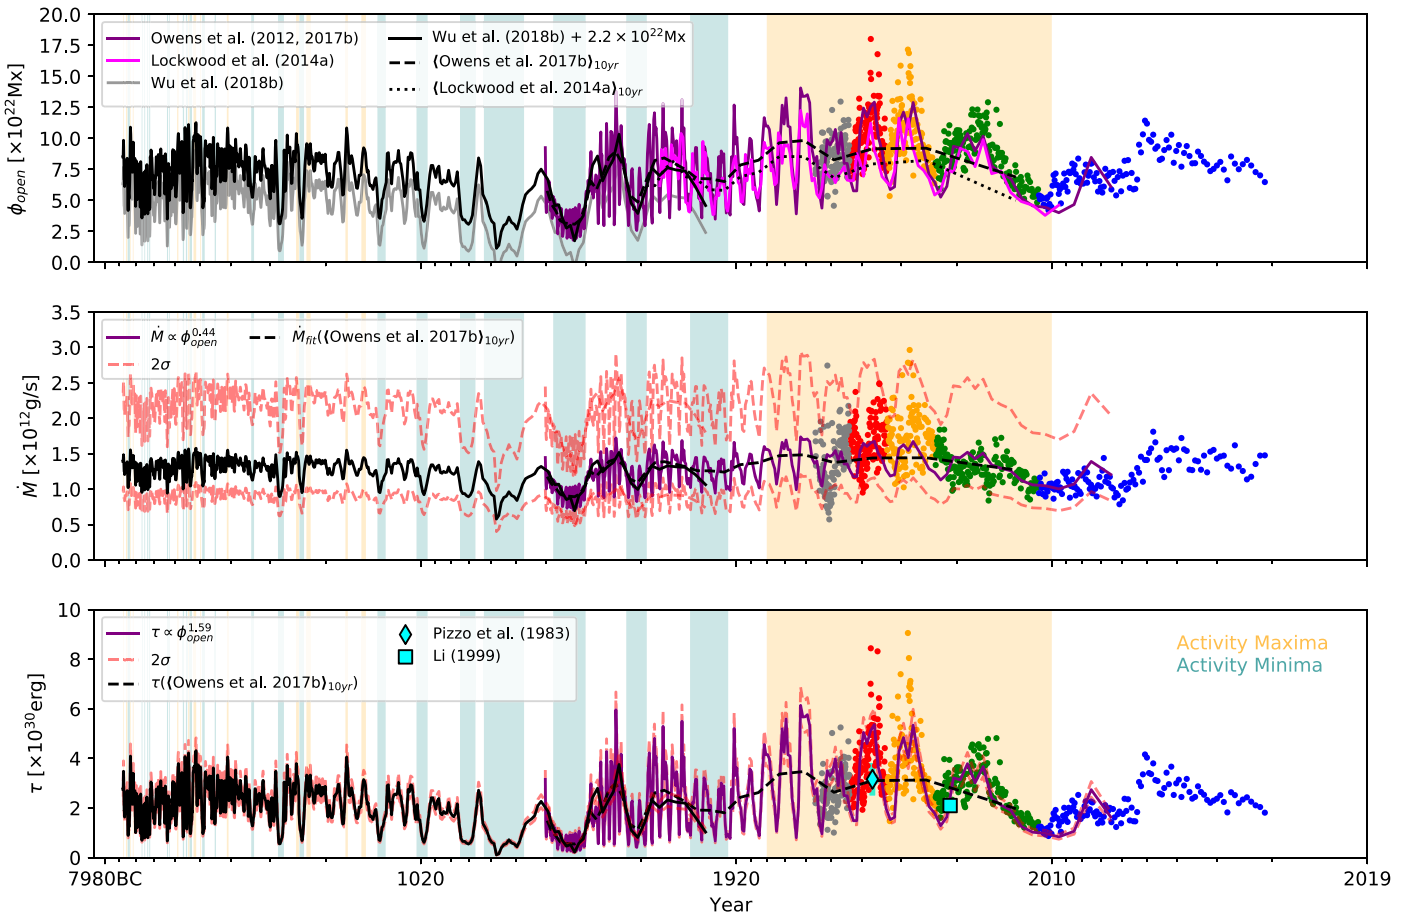 20.0
17.5
15.0
12.5
10.0
7.5
5.0
2.5
0.0
ϕopen [×10²²Mx]
Owens et al. (2012, 2017b)
Lockwood et al. (2014a)
Wu et al. (2018b)
Wu et al. (2018b) + 2.2 × 10²²Mx
⟨Owens et al. 2017b⟩10yr
⟨Lockwood et al. 2014a⟩10yr
3.5
3.0
2.5
2.0
1.5
1.0
0.5
0.0
Ṁ [×10¹²g/s]
Ṁ ∝ ϕopen^0.44
2σ
Ṁfit(⟨Owens et al. 2017b⟩10yr)
10
8
6
4
2
0
τ [×10³⁰erg]
τ ∝ ϕopen^1.59
2σ
τ(⟨Owens et al. 2017b⟩10yr)
Pizzo et al. (1983)
Li (1999)
Activity Maxima
Activity Minima
7980BC
1020
1920
2010
2019
Year